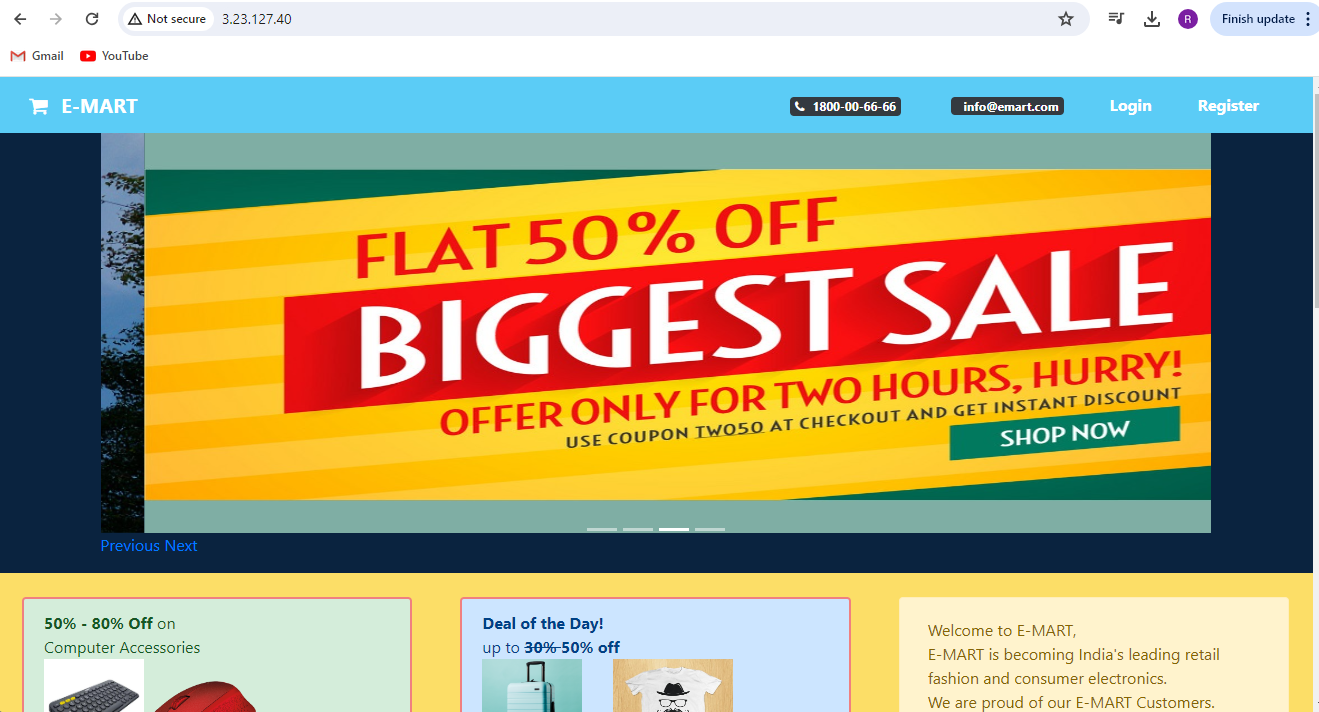 Not secure 3.23.127.40 R Finish update
Gmail YouTube
E-MART 1800-00-66-66 info@emart.com Login Register
FLAT 50% OFF
BIGGEST SALE
OFFER ONLY FOR TWO HOURS, HURRY!
USE COUPON TWO50 AT CHECKOUT AND GET INSTANT DISCOUNT
SHOP NOW
Previous Next
50% - 80% Off on
Computer Accessories
Deal of the Day!
up to 30% 50% off
Welcome to E-MART,
E-MART is becoming India's leading retail
fashion and consumer electronics.
We are proud of our E-MART Customers.